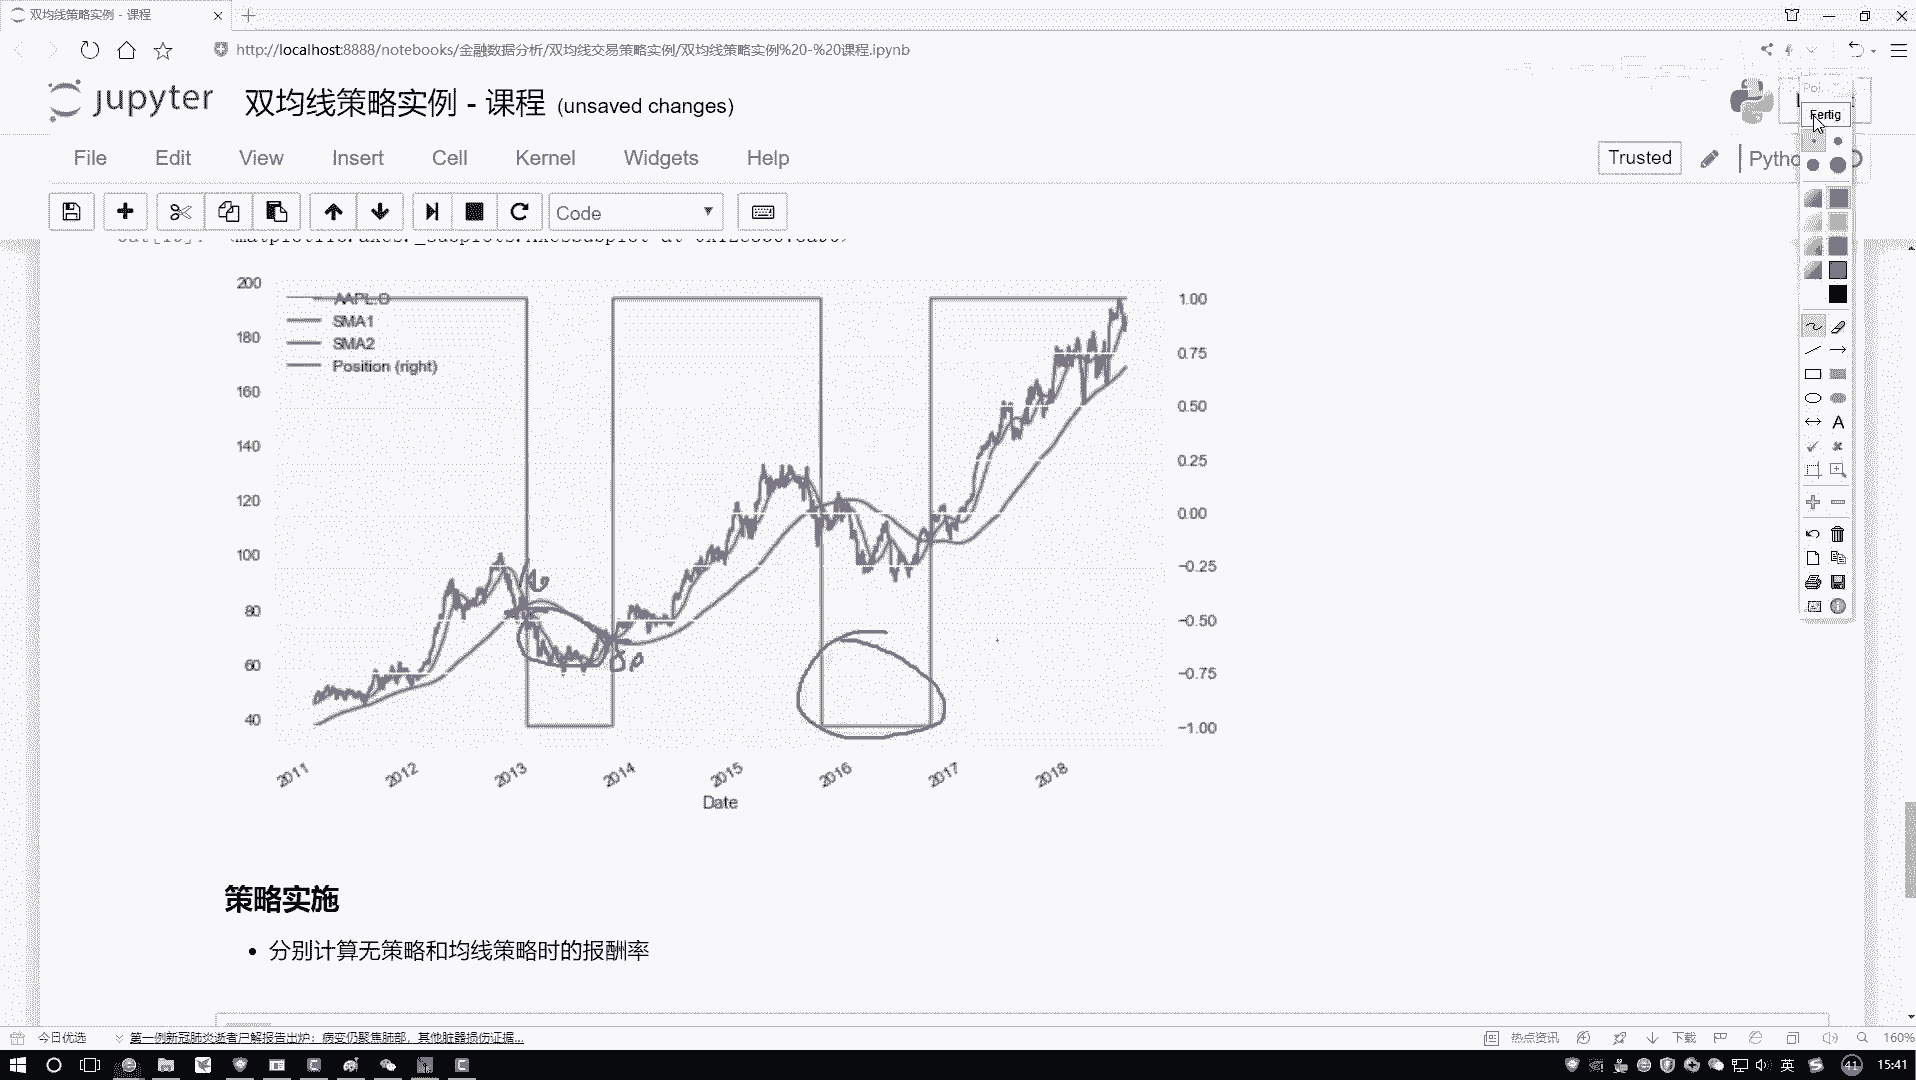 双均线策略实例 - 课程
http://localhost:8888/notebooks/金融数据分析/双均线交易策略实例/双均线策略实例%20-%20课程.ipynb
jupyter 双均线策略实例 - 课程 (unsaved changes)
Fertig
File Edit View Insert Cell Kernel Widgets Help
Trusted
Code
200 1.00
AAPL.O
SMA1
SMA2
Position (right)
180 0.75
160 0.50
140 0.25
120 0.00
100 −0.25
80 −0.50
60 −0.75
40 −1.00
2011 2012 2013 2014 2015 2016 2017 2018
Date
策略实施
• 分别计算无策略和均线策略时的报酬率
今日优选 第一例新冠肺炎逝者尸解报告出炉：病变仍聚焦肺部，其他脏器损伤证据...
热点资讯 下载 160%
英 41 15:41